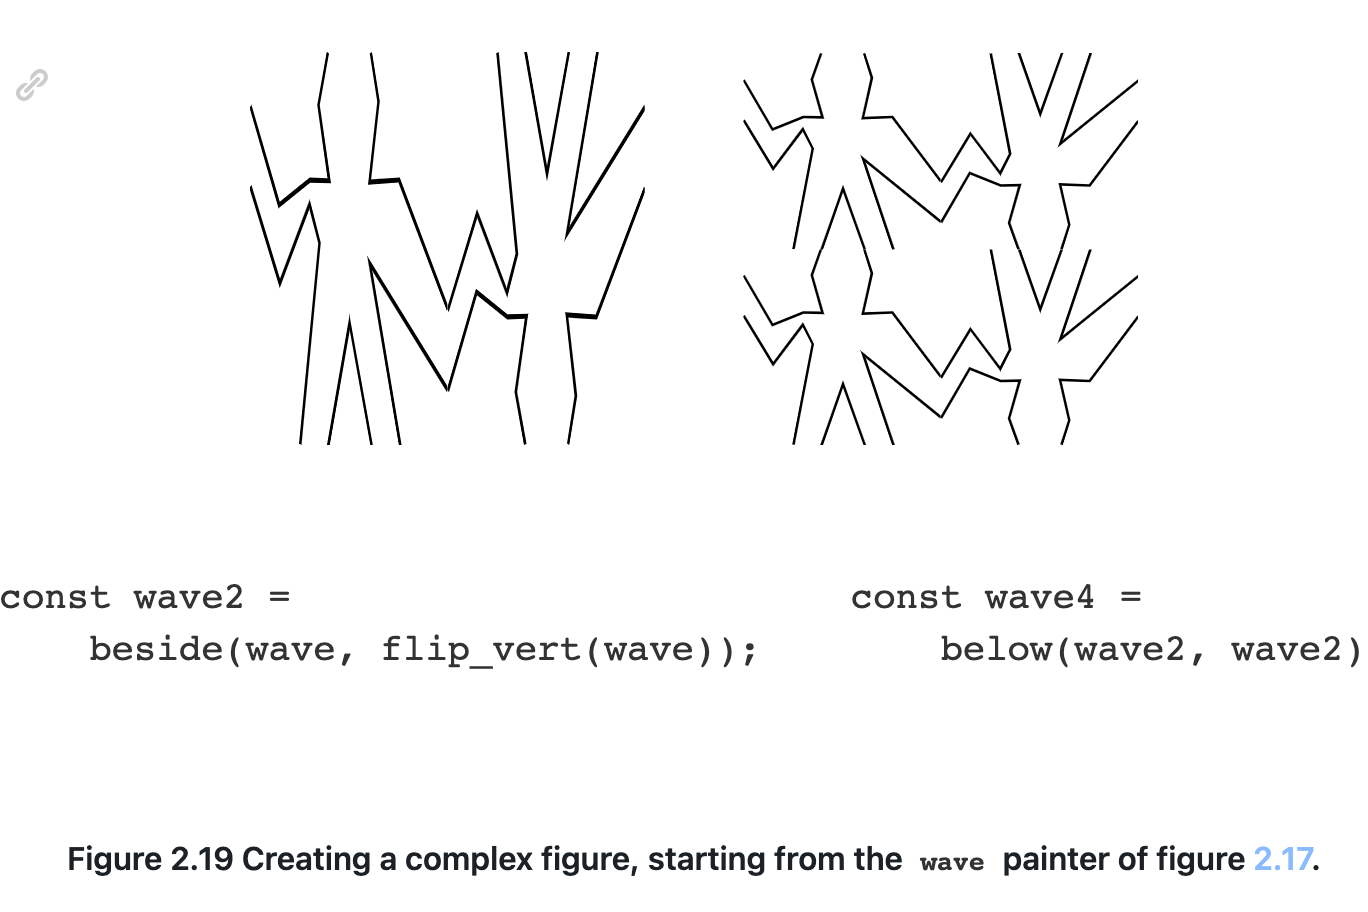 const wave2 =
    beside(wave, flip_vert(wave));
const wave4 =
    below(wave2, wave2)
Figure 2.19 Creating a complex figure, starting from the wave painter of figure 2.17.